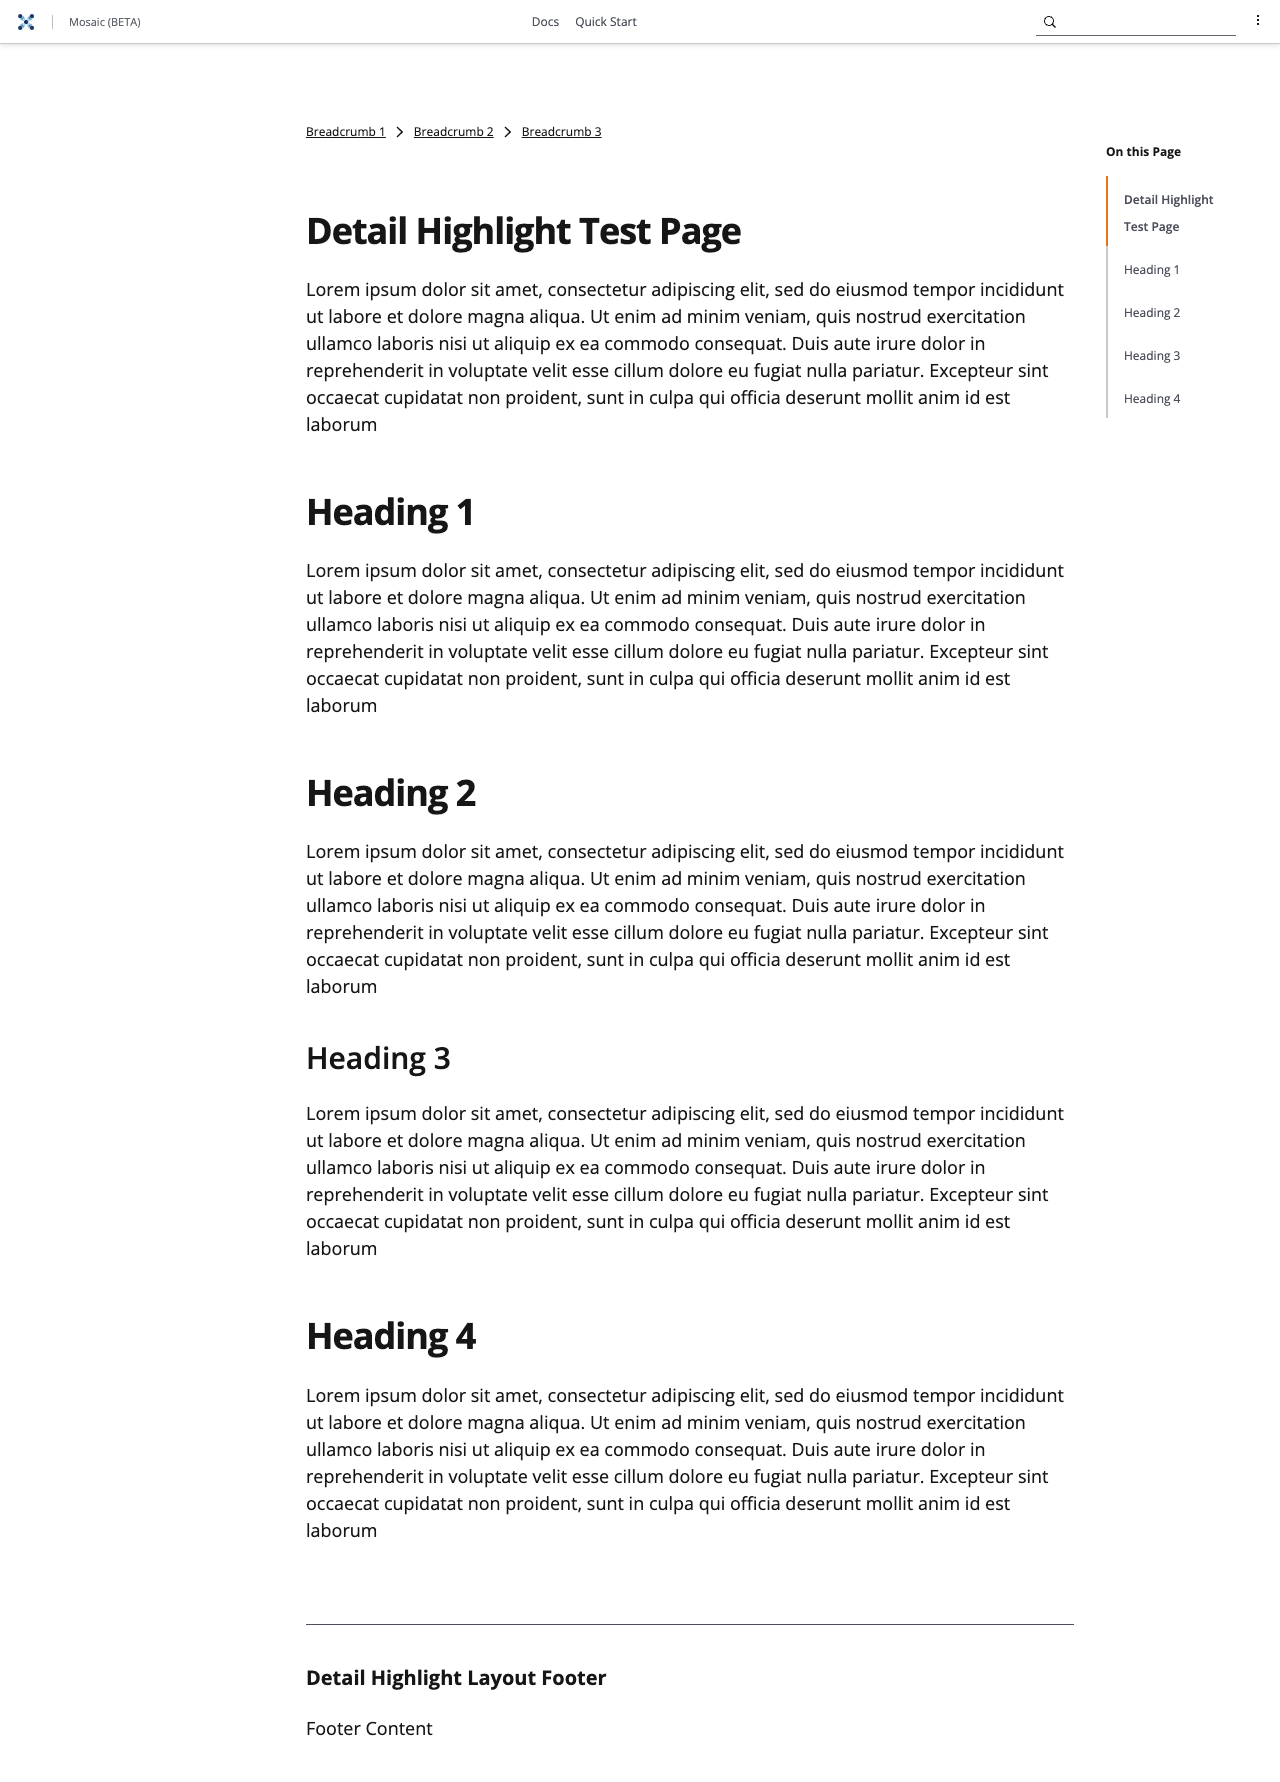 Mosaic (BETA)
Docs
Quick Start
Breadcrumb 1 > Breadcrumb 2 > Breadcrumb 3
Detail Highlight Test Page
Lorem ipsum dolor sit amet, consectetur adipiscing elit, sed do eiusmod tempor incididunt
ut labore et dolore magna aliqua. Ut enim ad minim veniam, quis nostrud exercitation
ullamco laboris nisi ut aliquip ex ea commodo consequat. Duis aute irure dolor in
reprehenderit in voluptate velit esse cillum dolore eu fugiat nulla pariatur. Excepteur sint
occaecat cupidatat non proident, sunt in culpa qui officia deserunt mollit anim id est
laborum
Heading 1
Lorem ipsum dolor sit amet, consectetur adipiscing elit, sed do eiusmod tempor incididunt
ut labore et dolore magna aliqua. Ut enim ad minim veniam, quis nostrud exercitation
ullamco laboris nisi ut aliquip ex ea commodo consequat. Duis aute irure dolor in
reprehenderit in voluptate velit esse cillum dolore eu fugiat nulla pariatur. Excepteur sint
occaecat cupidatat non proident, sunt in culpa qui officia deserunt mollit anim id est
laborum
Heading 2
Lorem ipsum dolor sit amet, consectetur adipiscing elit, sed do eiusmod tempor incididunt
ut labore et dolore magna aliqua. Ut enim ad minim veniam, quis nostrud exercitation
ullamco laboris nisi ut aliquip ex ea commodo consequat. Duis aute irure dolor in
reprehenderit in voluptate velit esse cillum dolore eu fugiat nulla pariatur. Excepteur sint
occaecat cupidatat non proident, sunt in culpa qui officia deserunt mollit anim id est
laborum
Heading 3
Lorem ipsum dolor sit amet, consectetur adipiscing elit, sed do eiusmod tempor incididunt
ut labore et dolore magna aliqua. Ut enim ad minim veniam, quis nostrud exercitation
ullamco laboris nisi ut aliquip ex ea commodo consequat. Duis aute irure dolor in
reprehenderit in voluptate velit esse cillum dolore eu fugiat nulla pariatur. Excepteur sint
occaecat cupidatat non proident, sunt in culpa qui officia deserunt mollit anim id est
laborum
Heading 4
Lorem ipsum dolor sit amet, consectetur adipiscing elit, sed do eiusmod tempor incididunt
ut labore et dolore magna aliqua. Ut enim ad minim veniam, quis nostrud exercitation
ullamco laboris nisi ut aliquip ex ea commodo consequat. Duis aute irure dolor in
reprehenderit in voluptate velit esse cillum dolore eu fugiat nulla pariatur. Excepteur sint
occaecat cupidatat non proident, sunt in culpa qui officia deserunt mollit anim id est
laborum
Detail Highlight Layout Footer
Footer Content
On this Page
Detail Highlight
Test Page
Heading 1
Heading 2
Heading 3
Heading 4